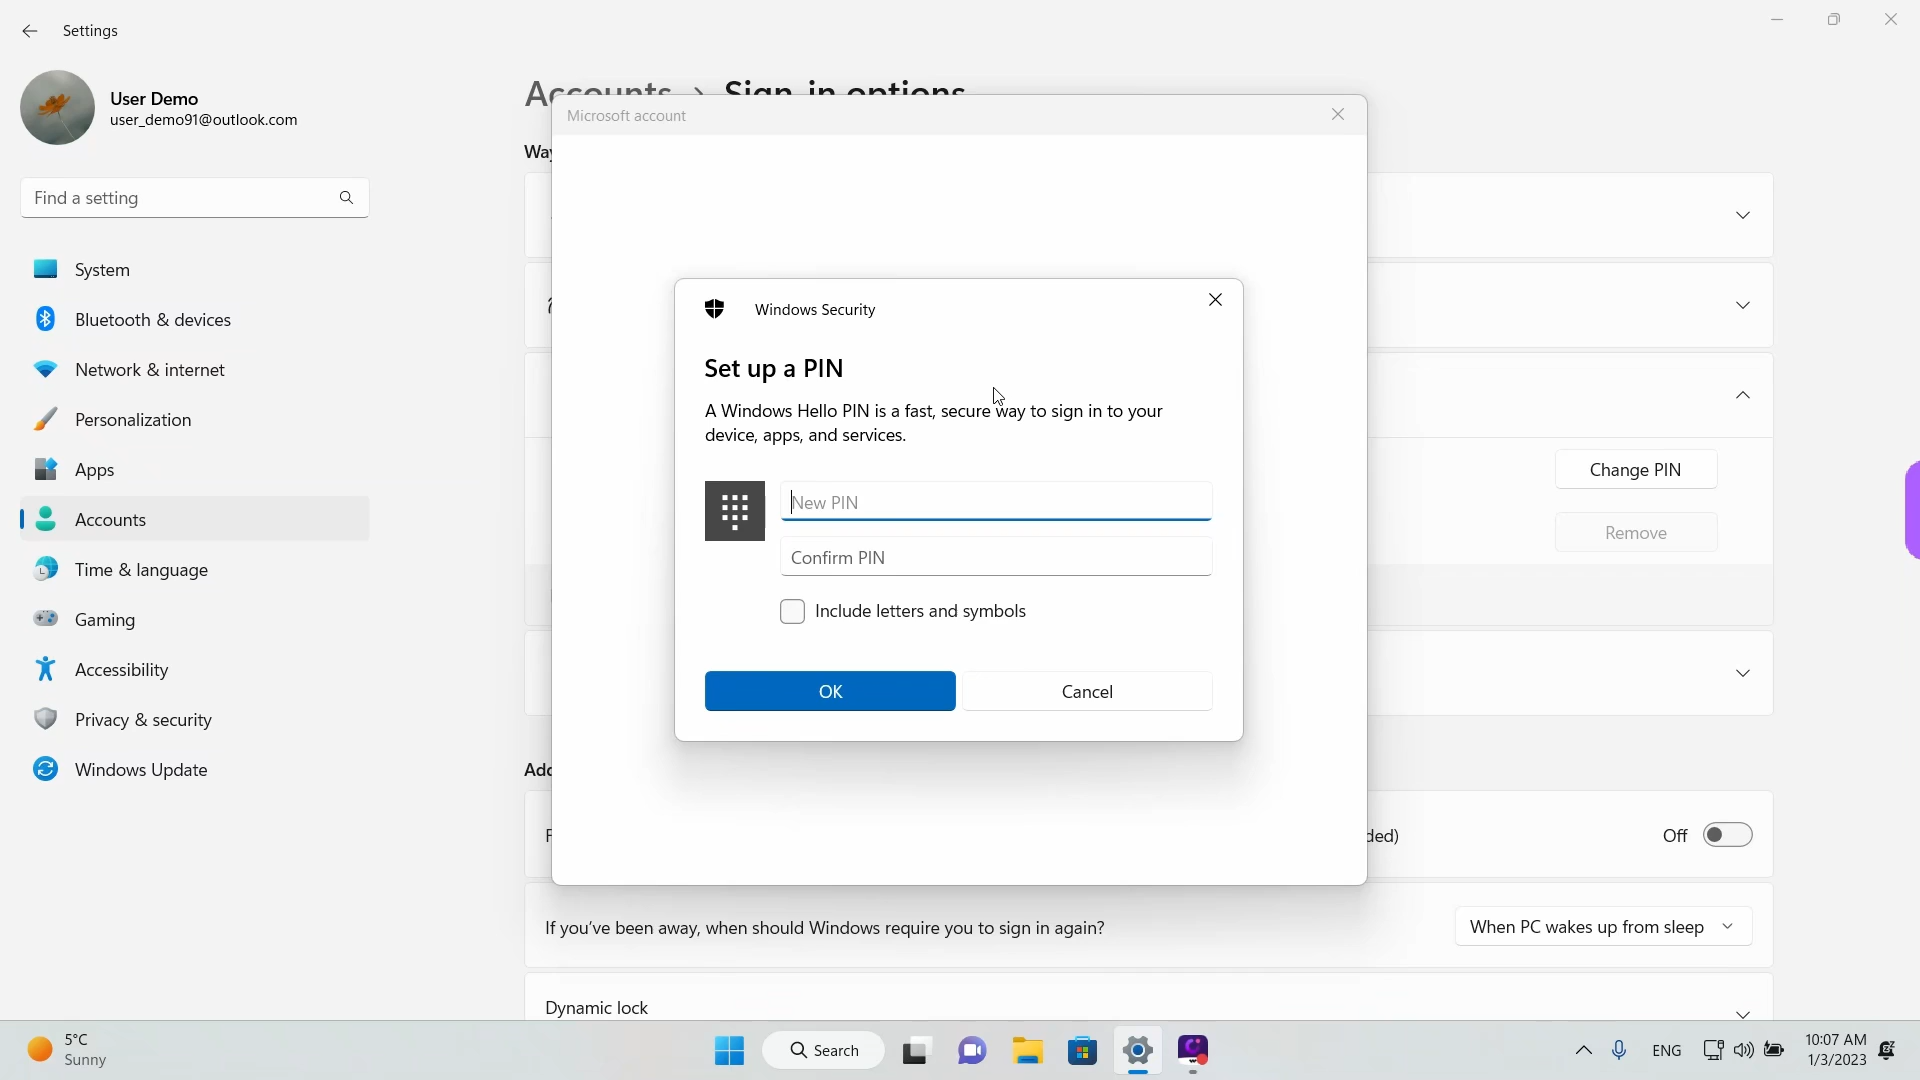 Settings
User Demo
user_demo91@outlook.com
Find a setting
System
Bluetooth & devices
Network & internet
Personalization
Apps
Accounts
Time & language
Gaming
Accessibility
Privacy & security
Windows Update
Accounts > Sign-in options
Microsoft account
Windows Security
Set up a PIN
A Windows Hello PIN is a fast, secure way to sign in to your
device, apps, and services.
New PIN
Confirm PIN
Include letters and symbols
OK
Cancel
Change PIN
Remove
Off
If you've been away, when should Windows require you to sign in again?
When PC wakes up from sleep
Dynamic lock
5°C
Sunny
Search
ENG
10:07 AM
1/3/2023